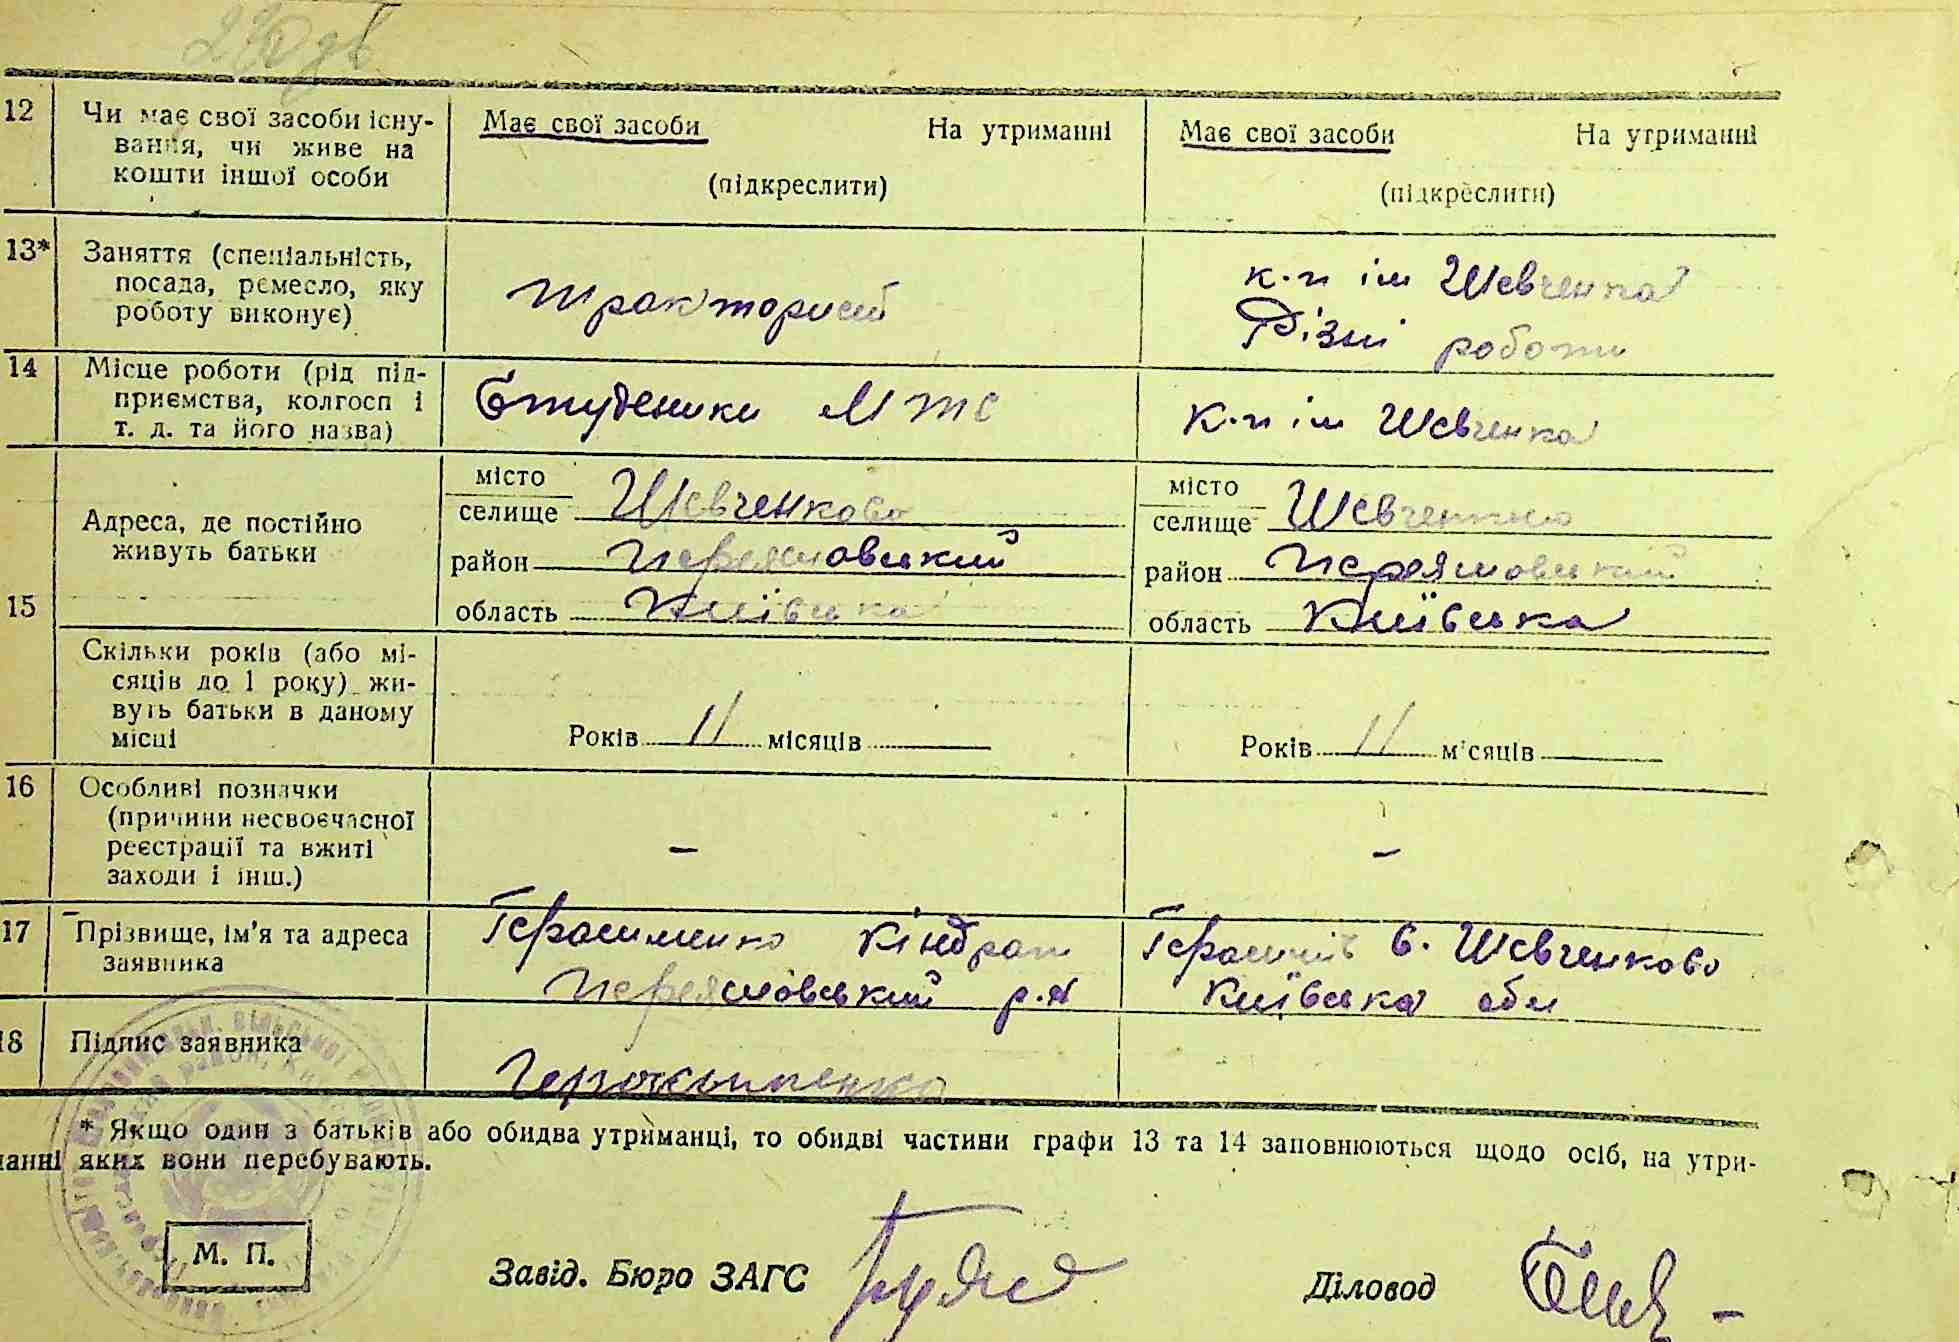 12 Чи має свої засоби існу-
вання, чи живе на
кошти іншої особи
Має свої засоби На утриманні
(підкреслити)
Має свої засоби На утриманні
(підкреслити)
13* Заняття (спеціальність,
посада, ремесло, яку
роботу виконує)
тракторист
к-п ім Шевченка
Різні роботи
14 Місце роботи (рід під-
приємства, колгосп і
т. д. та його назва)
Студеники МТС
К-п ім Шевченка
15 Адреса, де постійно
живуть батьки
місто
селище Шевченково
район Переясловський
область Київська
місто
селище Шевченково
район Переясловський
область Київська
Скільки років (або мі-
сяців до 1 року) жи-
вуть батьки в даному
місці
Років 11 місяців
Років 11 місяців
16 Особливі позначки
(причини несвоєчасної
реєстрації та вжиті
заходи і інш.)
–
–
17 Прізвище, ім'я та адреса
заявника
Герасименко Кіндрат
Переясловський р-н
с. Шевченково
Київська обл
18 Підпис заявника
Герасименко
* Якщо один з батьків або обидва утриманці, то обидві частини графи 13 та 14 заповнюються щодо осіб, на утри-
манні яких вони перебувають.
М. П.
Завід. Бюро ЗАГС
Діловод